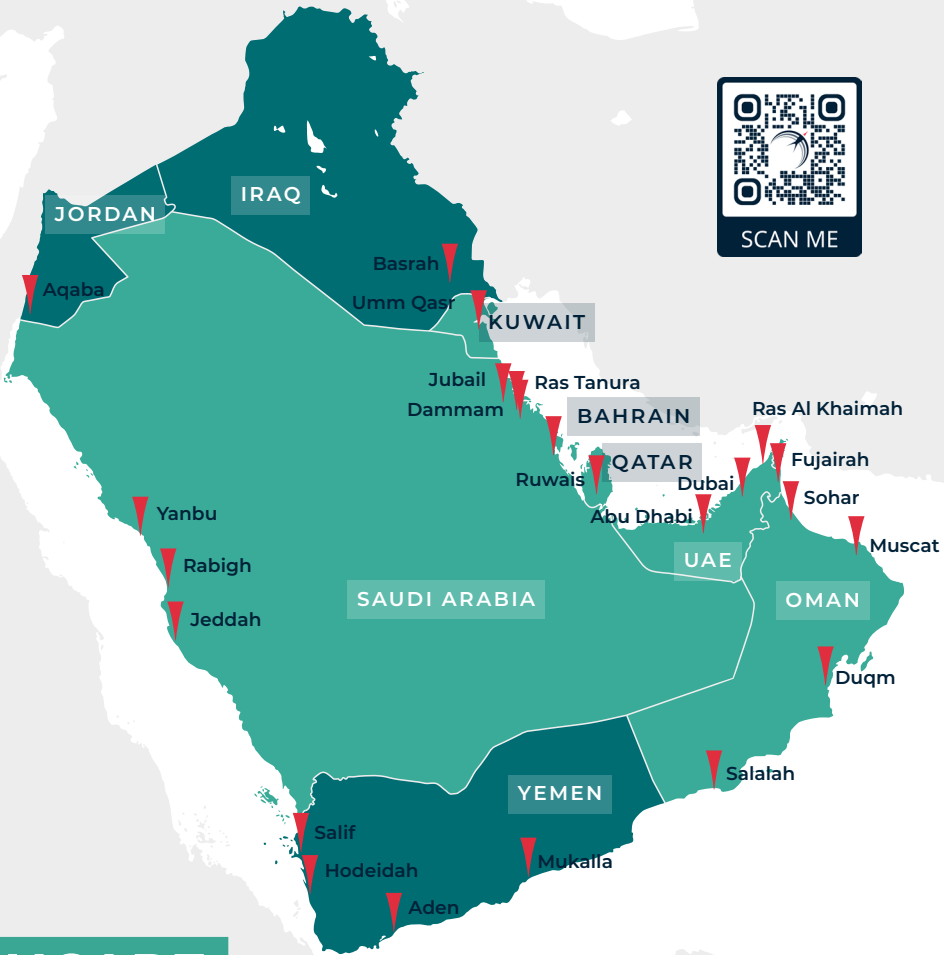 SCAN ME
IRAQ
JORDAN
Basrah
Aqaba
Umm Qasr
KUWAIT
Jubail
Ras Tanura
Dammam
BAHRAIN
Ras Al Khaimah
QATAR
Fujairah
Ruwais
Dubai
Sohar
Yanbu
Abu Dhabi
Muscat
UAE
Rabigh
SAUDI ARABIA
OMAN
Jeddah
Duqm
Salalah
YEMEN
Salif
Mukalla
Hodeidah
Aden